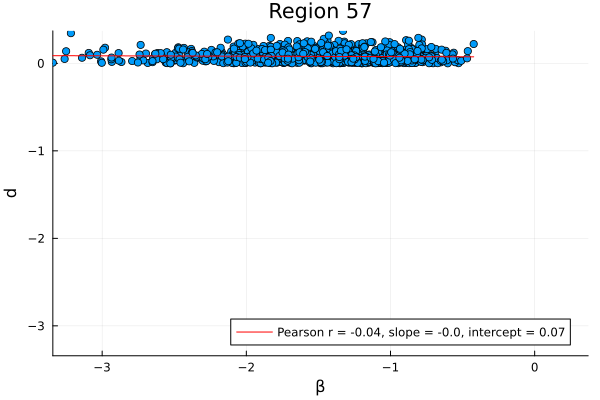 Region 57
0
−1
−2
−3
d
Pearson r = -0.04, slope = -0.0, intercept = 0.07
−3
−2
−1
0
β